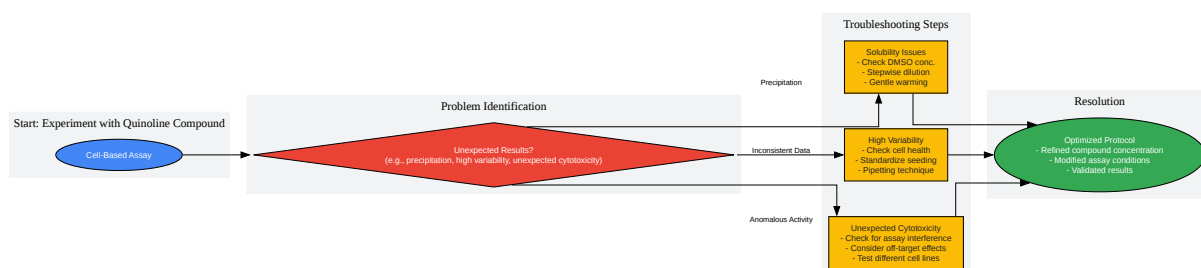 Start: Experiment with Quinoline Compound
Cell-Based Assay
Problem Identification
Unexpected Results?
(e.g., precipitation, high variability, unexpected cytotoxicity)
Precipitation
Inconsistent Data
Anomalous Activity
Troubleshooting Steps
Solubility Issues
- Check DMSO conc.
- Stepwise dilution
- Gentle warming
High Variability
- Check cell health
- Standardize seeding
- Pipetting technique
Unexpected Cytotoxicity
- Check for assay interference
- Consider off-target effects
- Test different cell lines
Resolution
Optimized Protocol
- Refined compound concentration
- Modified assay conditions
- Validated results